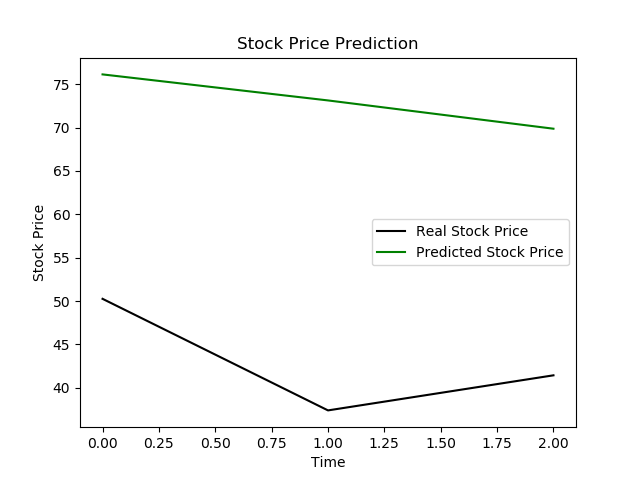 Stock Price Prediction
75
70
65
60
55
50
45
40
Stock Price
Real Stock Price
Predicted Stock Price
0.00 0.25 0.50 0.75 1.00 1.25 1.50 1.75 2.00
Time